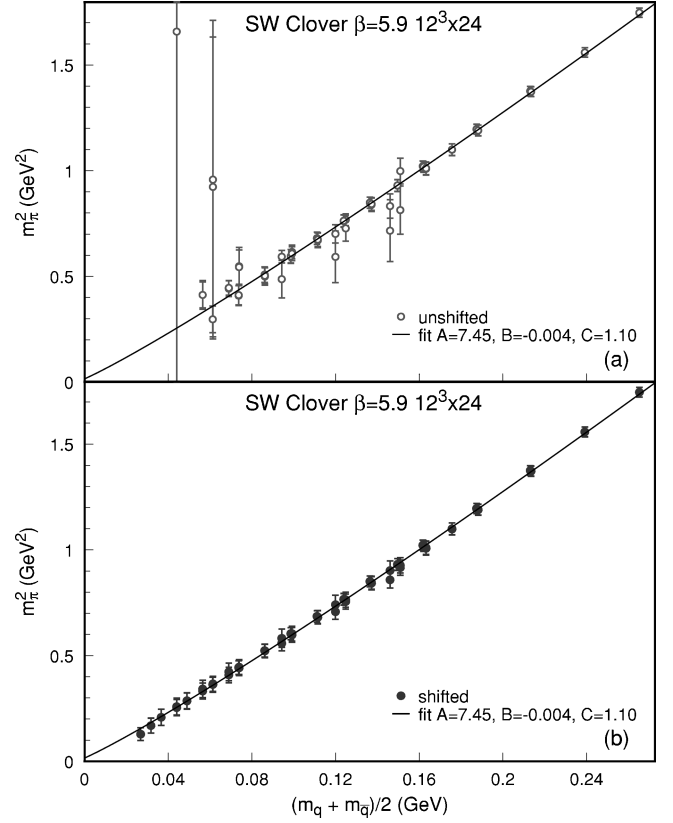 SW Clover β=5.9 12³x24
1.5
1
0.5
0
m²π (GeV²)
unshifted
fit A=7.45, B=-0.004, C=1.10
(a)
SW Clover β=5.9 12³x24
1.5
1
0.5
0
m²π (GeV²)
shifted
fit A=7.45, B=-0.004, C=1.10
(b)
0 0.04 0.08 0.12 0.16 0.2 0.24
(mq + mq̅)/2 (GeV)